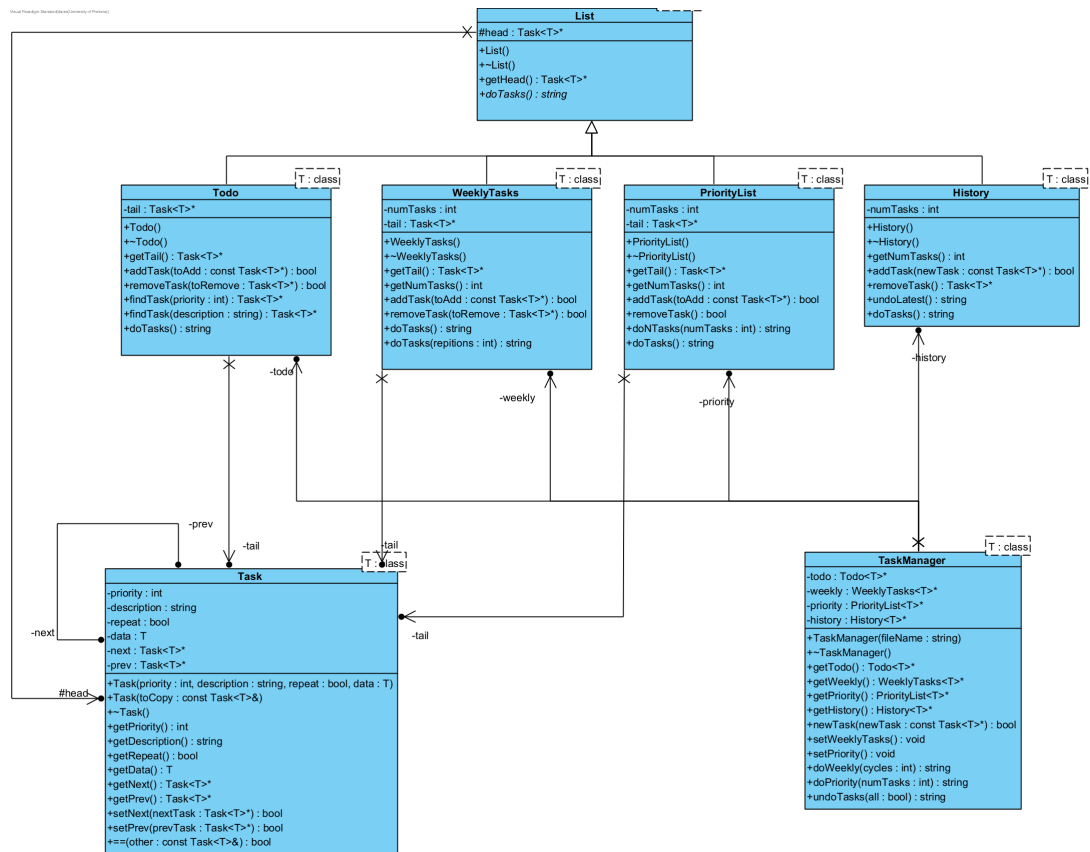 Visual Paradigm Standard(daniel(University of Pretoria))
List
#head : Task<T>*
+List()
+~List()
+getHead() : Task<T>*
+doTasks() : string
T : class
Todo
-tail : Task<T>*
+Todo()
+~Todo()
+getTail() : Task<T>*
+addTask(toAdd : const Task<T>*) : bool
+removeTask(toRemove : Task<T>*) : bool
+findTask(priority : int) : Task<T>*
+findTask(description : string) : Task<T>*
+doTasks() : string
T : class
WeeklyTasks
-numTasks : int
-tail : Task<T>*
+WeeklyTasks()
+~WeeklyTasks()
+getTail() : Task<T>*
+getNumTasks() : int
+addTask(toAdd : const Task<T>*) : bool
+removeTask(toRemove : Task<T>*) : bool
+doTasks() : string
+doTasks(repitions : int) : string
T : class
PriorityList
-numTasks : int
-tail : Task<T>*
+PriorityList()
+~PriorityList()
+getTail() : Task<T>*
+getNumTasks() : int
+addTask(toAdd : const Task<T>*) : bool
+removeTask() : bool
+doNTasks(numTasks : int) : string
+doTasks() : string
T : class
History
-numTasks : int
+History()
+~History()
+getNumTasks() : int
+addTask(newTask : const Task<T>*) : bool
+removeTask() : Task<T>*
+undoLatest() : string
+doTasks() : string
-todo
-weekly
-priority
-history
-prev
-tail
-tail
-next
-tail
#head
T : class
Task
-priority : int
-description : string
-repeat : bool
-data : T
-next : Task<T>*
-prev : Task<T>*
+Task(priority : int, description : string, repeat : bool, data : T)
+Task(toCopy : const Task<T>&)
+~Task()
+getPriority() : int
+getDescription() : string
+getRepeat() : bool
+getData() : T
+getNext() : Task<T>*
+getPrev() : Task<T>*
+setNext(nextTask : Task<T>*) : bool
+setPrev(prevTask : Task<T>*) : bool
+==(other : const Task<T>&) : bool
T : class
TaskManager
-todo : Todo<T>*
-weekly : WeeklyTasks<T>*
-priority : PriorityList<T>*
-history : History<T>*
+TaskManager(fileName : string)
+~TaskManager()
+getTodo() : Todo<T>*
+getWeekly() : WeeklyTasks<T>*
+getPriority() : PriorityList<T>*
+getHistory() : History<T>*
+newTask(newTask : const Task<T>*) : bool
+setWeeklyTasks() : void
+setPriority() : void
+doWeekly(cycles : int) : string
+doPriority(numTasks : int) : string
+undoTasks(all : bool) : string